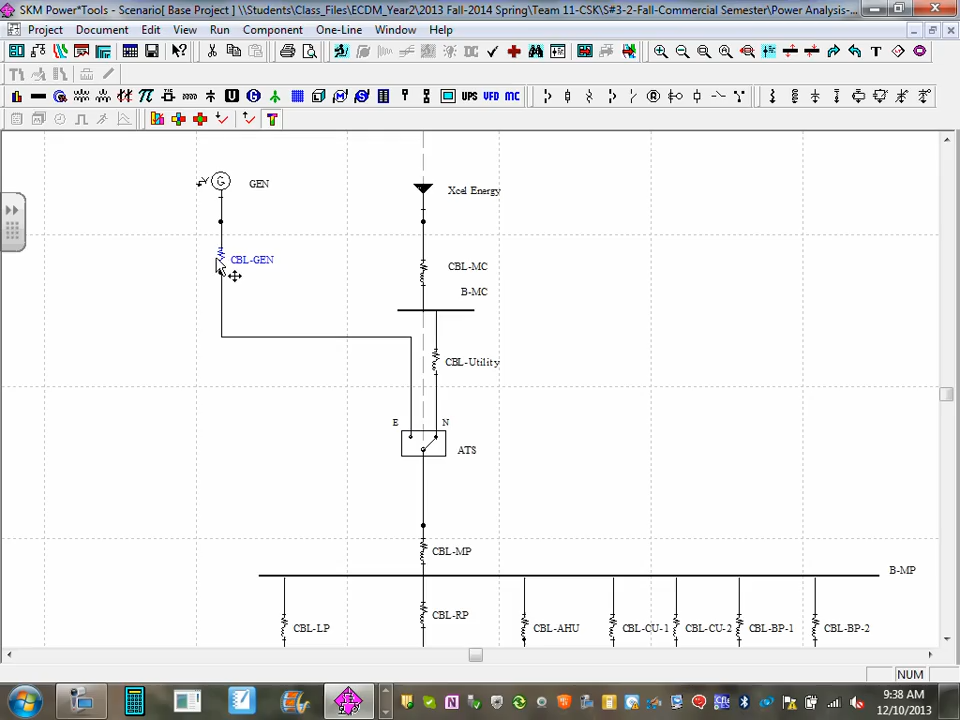 SKM Power*Tools - Scenario[ Base Project ] \\Students\Class_Files\ECDM_Year2\2013 Fall-2014 Spring\Team 11-CSK\S#3-2-Fall-Commercial Semester\Power Analysis-...
Project Document Edit View Run Component One-Line Window Help
DC T
UPS VFD MC
GEN
Xcel Energy
CBL-GEN
CBL-MC
B-MC
CBL-Utility
E N
ATS
CBL-MP
B-MP
CBL-RP
CBL-LP CBL-AHU CBL-CU-1 CBL-CU-2 CBL-BP-1 CBL-BP-2
NUM
9:38 AM
12/10/2013